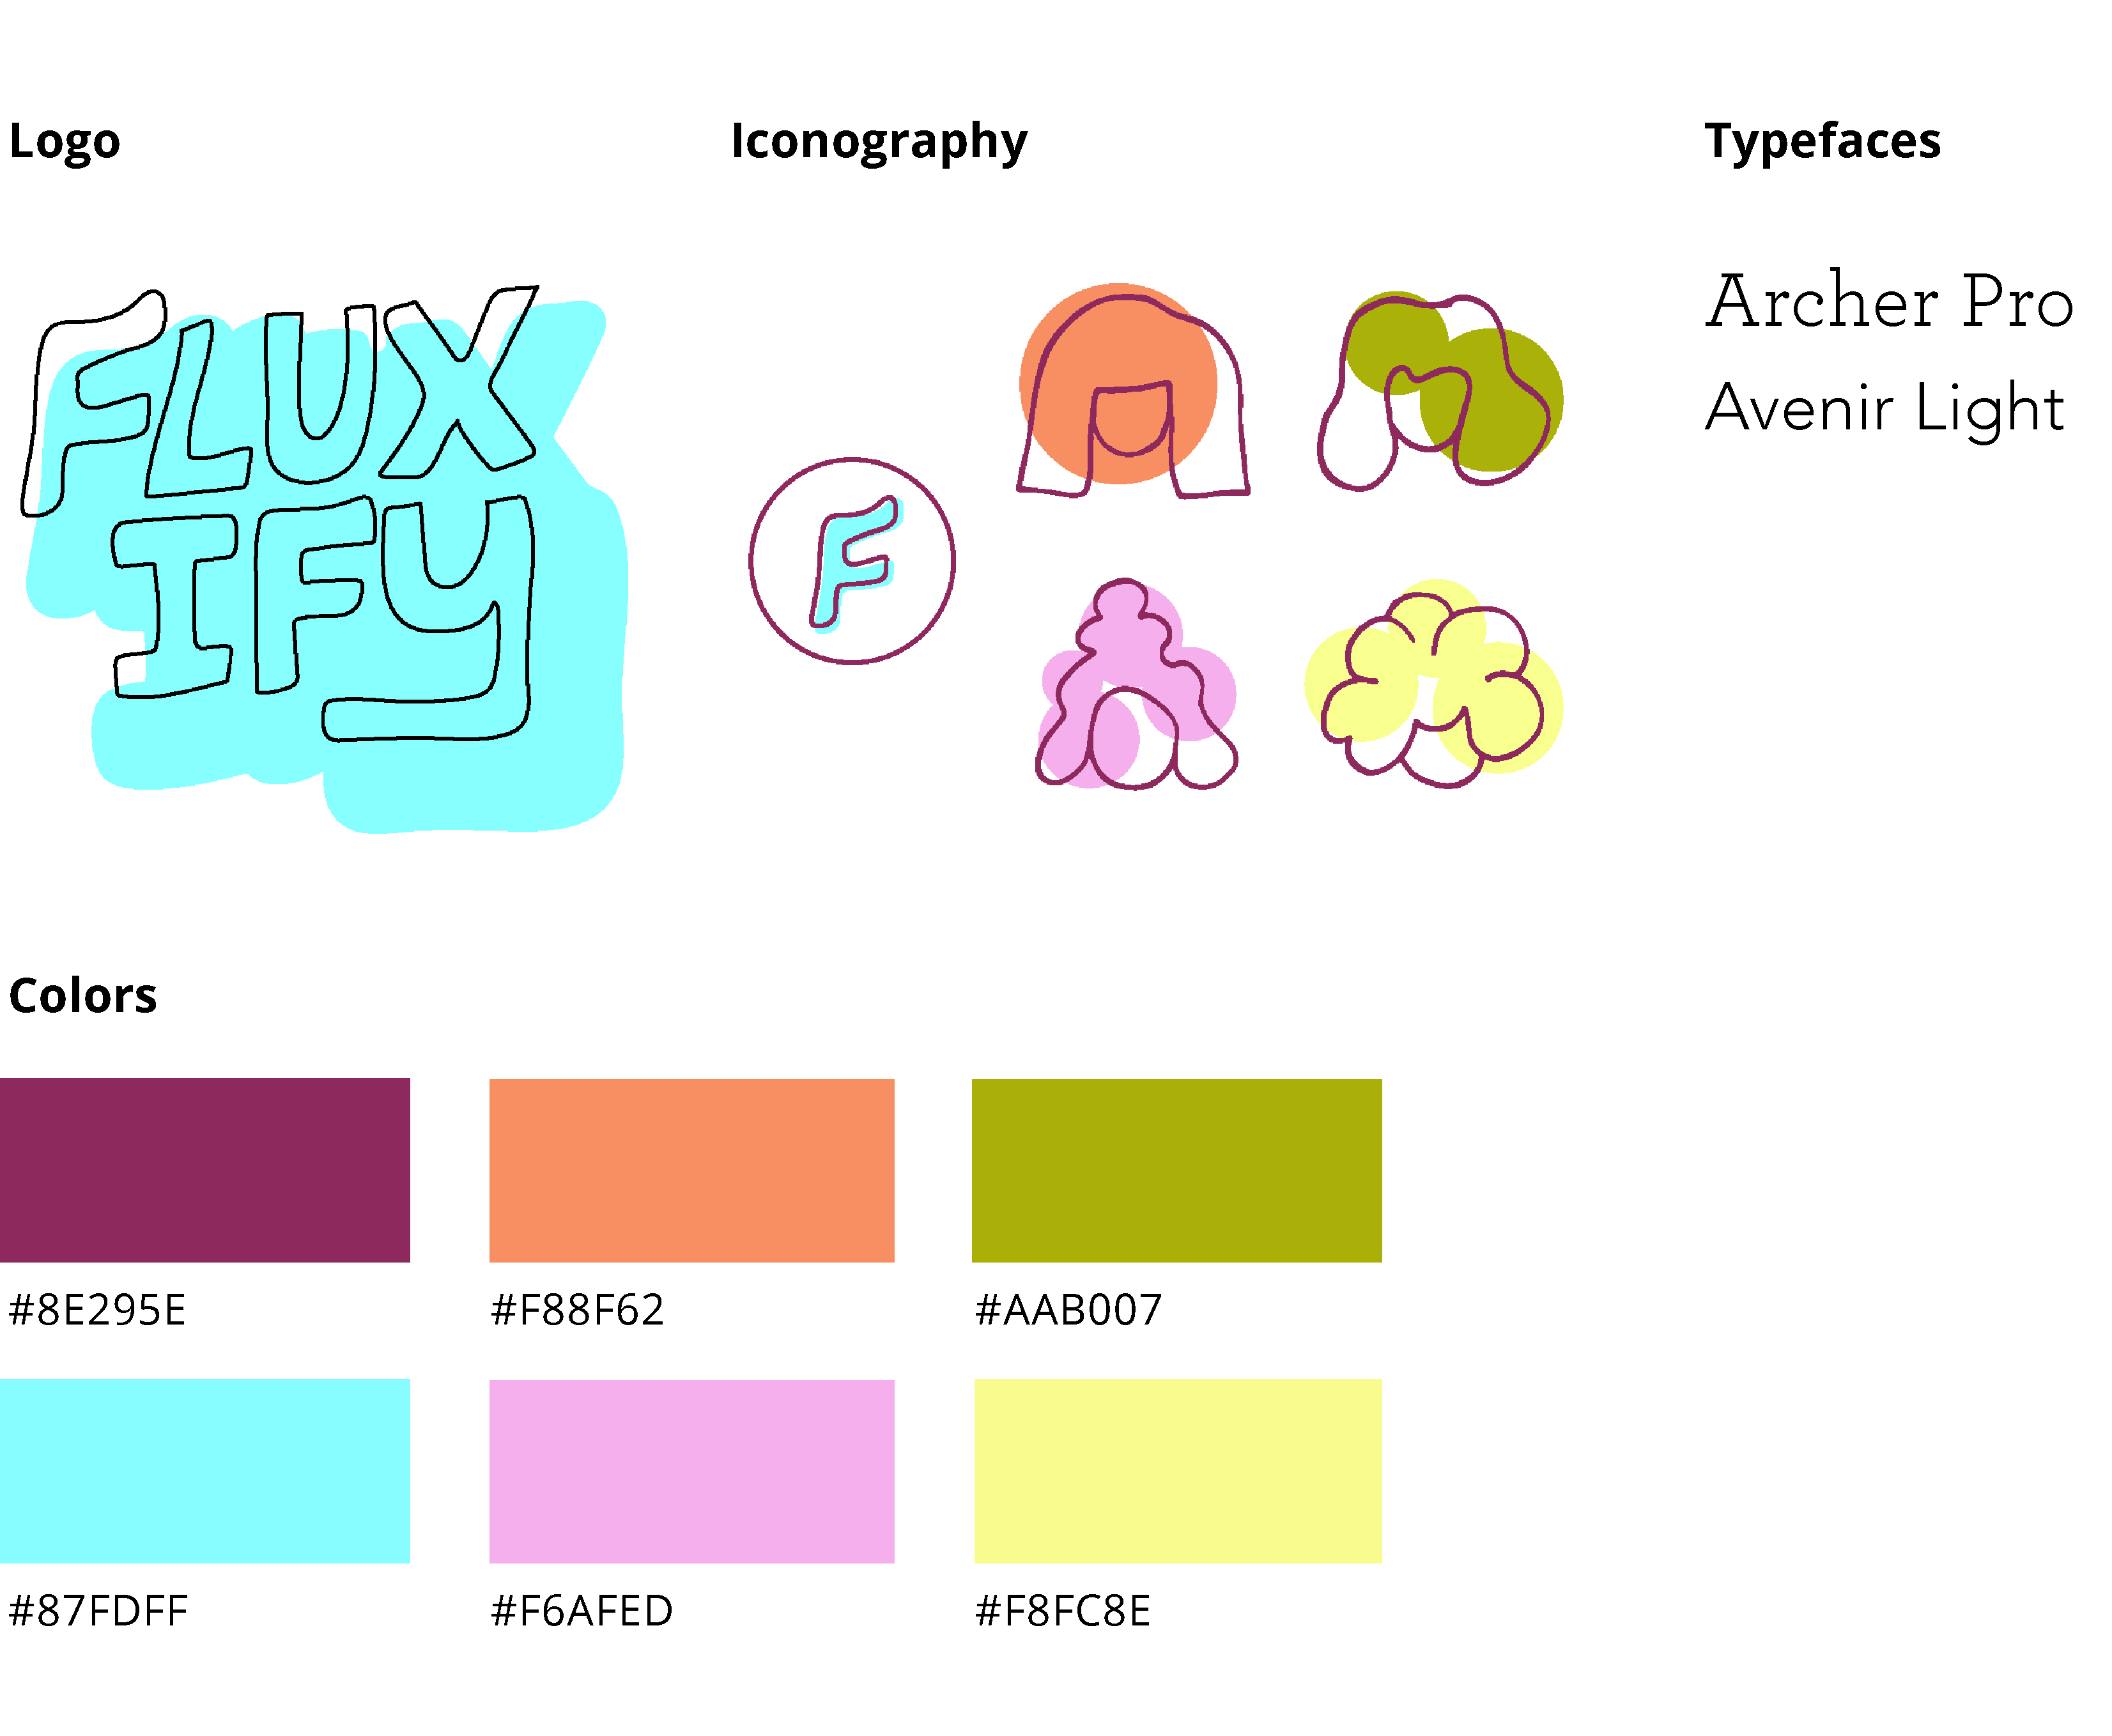 Logo
FLUX
IFY
Iconography
F
Typefaces
Archer Pro
Avenir Light
Colors
#8E295E
#F88F62
#AAB007
#87FDFF
#F6AFED
#F8FC8E